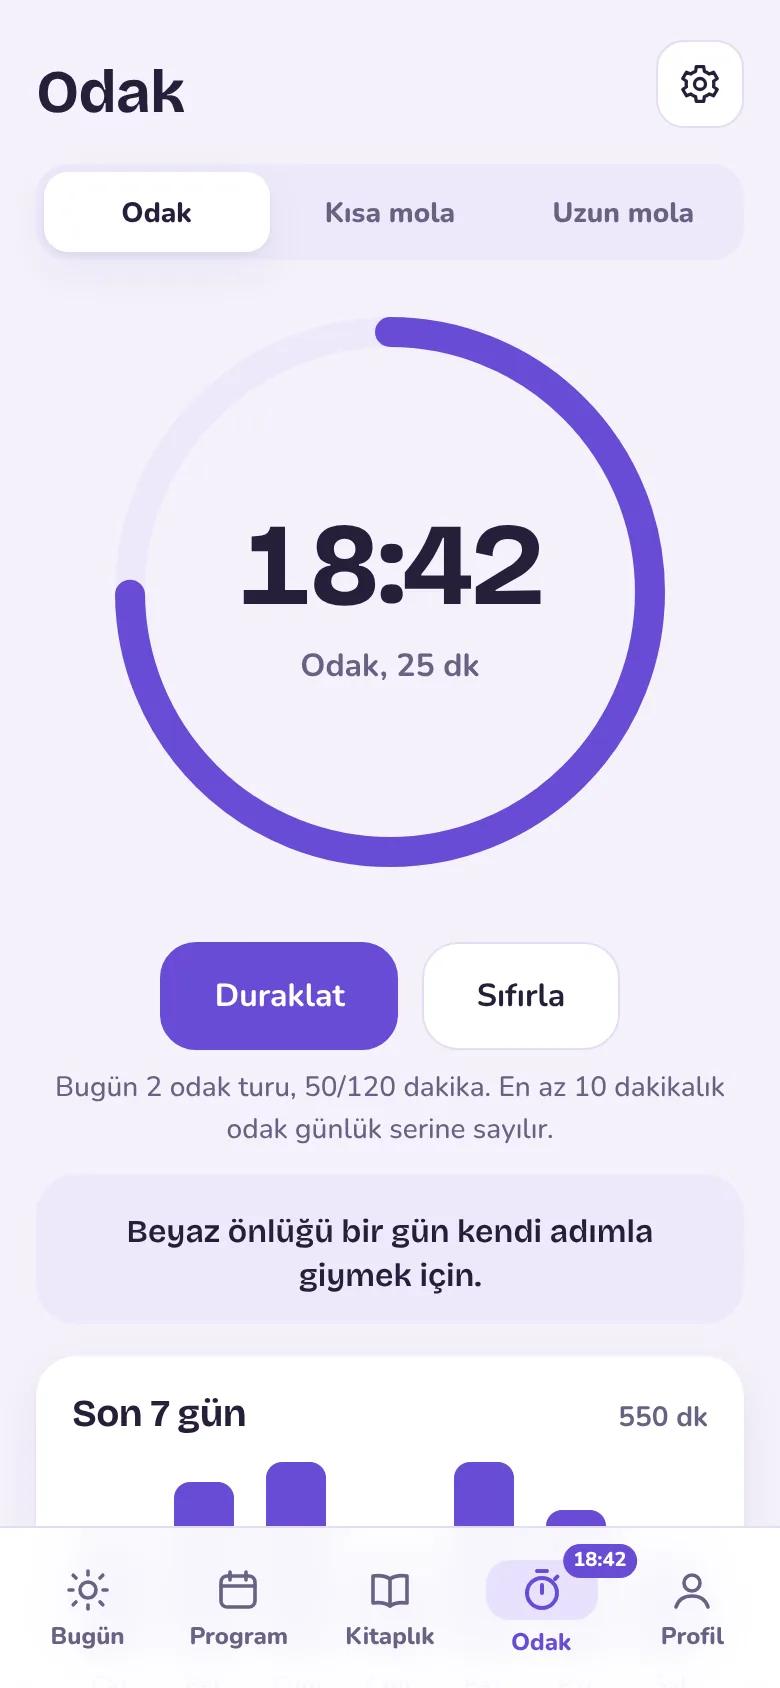 Odak
Odak
Kısa mola
Uzun mola
18:42
Odak, 25 dk
Duraklat
Sıfırla
Bugün 2 odak turu, 50/120 dakika. En az 10 dakikalık
odak günlük serine sayılır.
Beyaz önlüğü bir gün kendi adımla
giymek için.
Son 7 gün
550 dk
18:42
Bugün
Program
Kitaplık
Odak
Profil